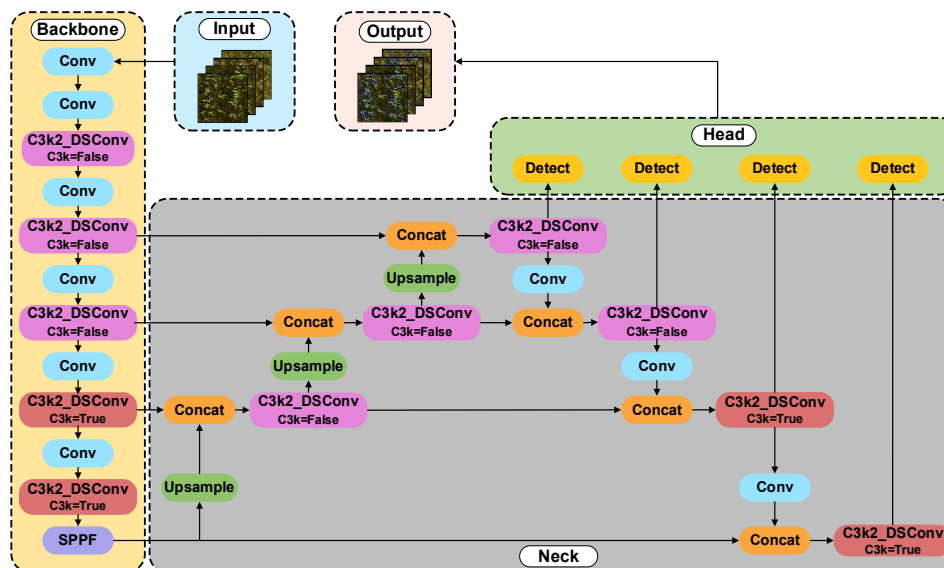 Backbone
Input
Output
Conv
Conv
C3k2_DSConv
C3k=False
Head
Detect
Detect
Detect
Detect
Conv
C3k2_DSConv
C3k=False
Concat
C3k2_DSConv
C3k=False
Conv
Upsample
Conv
C3k2_DSConv
C3k=False
Concat
C3k2_DSConv
C3k=False
Concat
C3k2_DSConv
C3k=False
Conv
Upsample
Conv
C3k2_DSConv
C3k=True
Concat
C3k2_DSConv
C3k=False
Concat
C3k2_DSConv
C3k=True
Conv
C3k2_DSConv
C3k=True
Upsample
Conv
SPPF
Concat
C3k2_DSConv
C3k=True
Neck